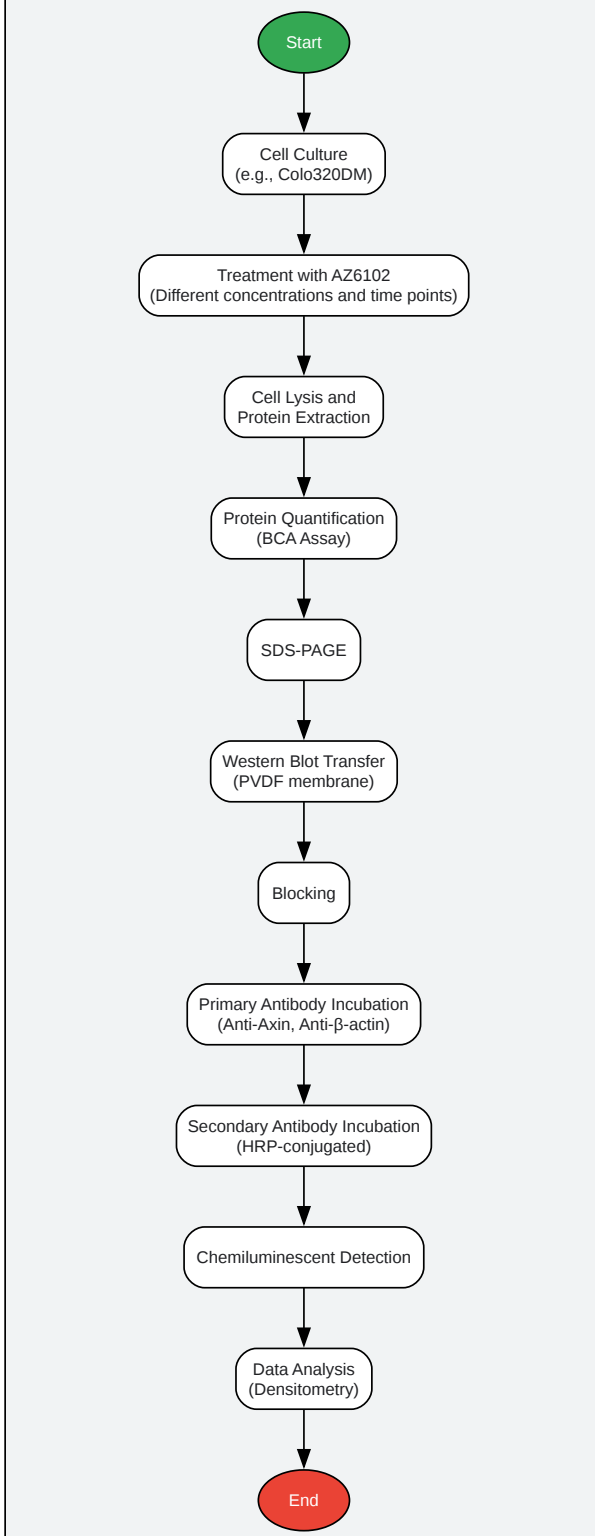 Start
Cell Culture
(e.g., Colo320DM)
Treatment with AZ6102
(Different concentrations and time points)
Cell Lysis and
Protein Extraction
Protein Quantification
(BCA Assay)
SDS-PAGE
Western Blot Transfer
(PVDF membrane)
Blocking
Primary Antibody Incubation
(Anti-Axin, Anti-β-actin)
Secondary Antibody Incubation
(HRP-conjugated)
Chemiluminescent Detection
Data Analysis
(Densitometry)
End